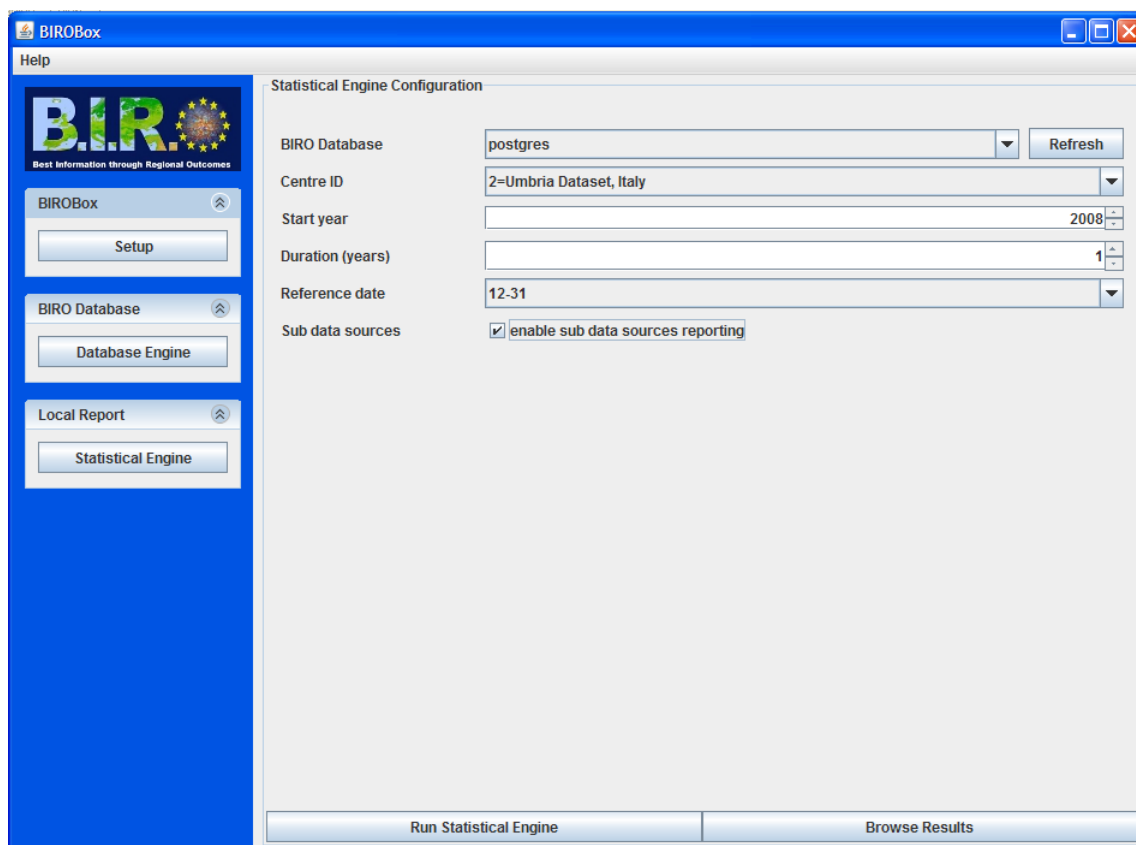 BIROBox
Help
B.I.R.O
Best Information through Regional Outcomes
BIROBox
Setup
BIRO Database
Database Engine
Local Report
Statistical Engine
Statistical Engine Configuration
BIRO Database postgres Refresh
Centre ID 2=Umbria Dataset, Italy
Start year 2008
Duration (years) 1
Reference date 12-31
Sub data sources enable sub data sources reporting
Run Statistical Engine Browse Results